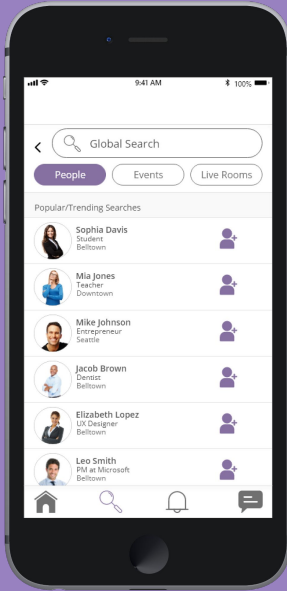 9:41 AM
100%
Global Search
People
Events
Live Rooms
Popular/Trending Searches
Sophia Davis
Student
Belltown
Mia Jones
Teacher
Downtown
Mike Johnson
Entrepreneur
Seattle
Jacob Brown
Dentist
Belltown
Elizabeth Lopez
UX Designer
Belltown
Leo Smith
PM at Microsoft
Belltown